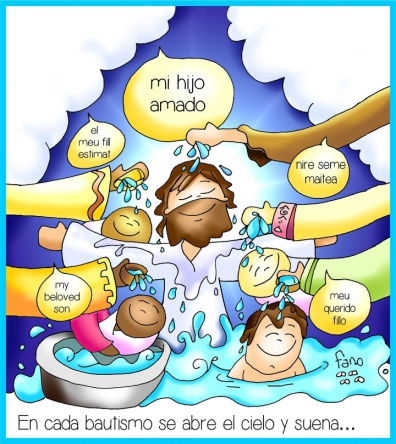 mi hijo
amado
el
meu fill
estimat
nire seme
maitea
my
beloved
son
meu
querido
fillo
fano
En cada bautismo se abre el cielo y suena...